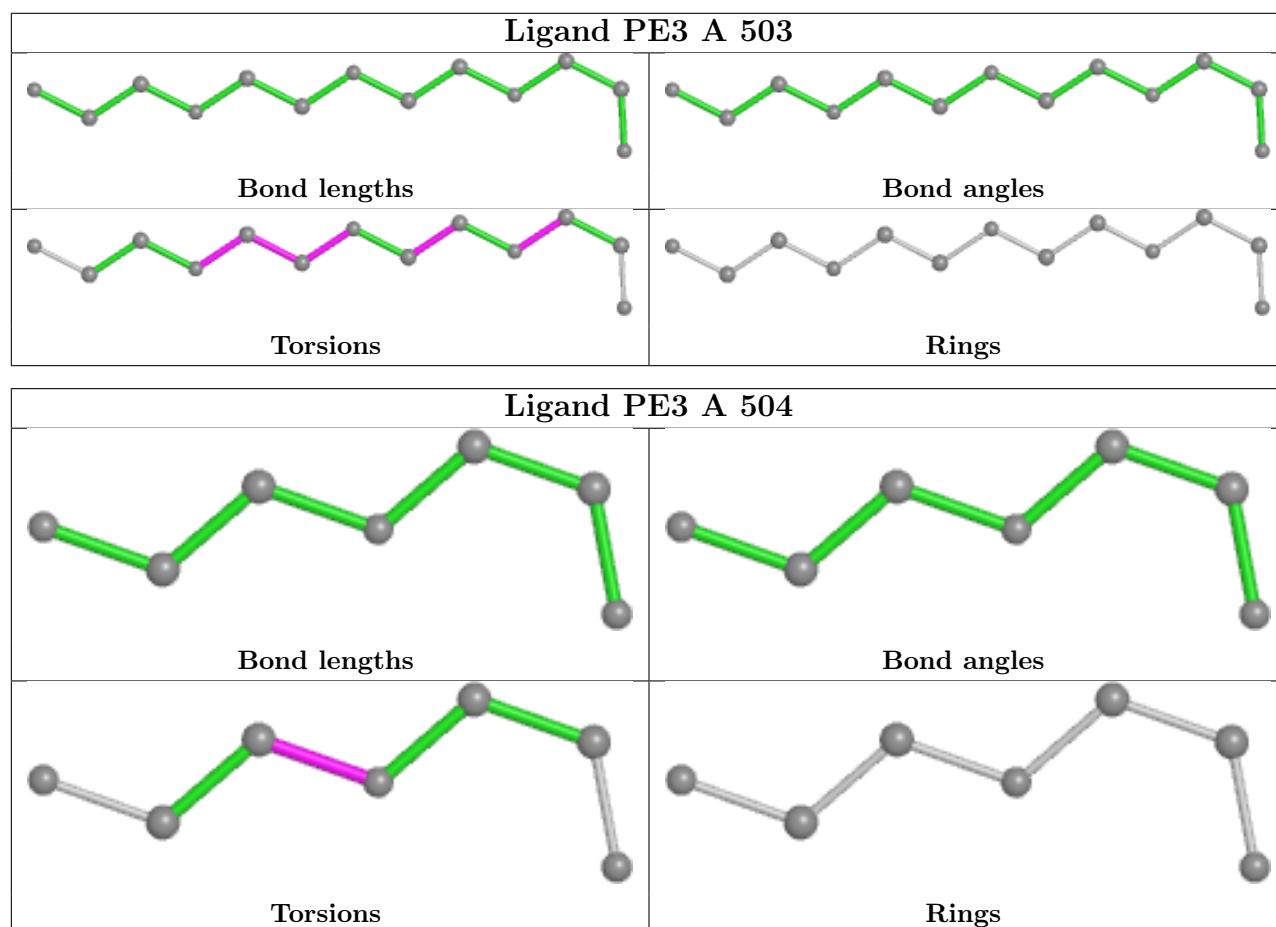 Ligand PE3 A 503
Bond lengths
Bond angles
Torsions
Rings
Ligand PE3 A 504
Bond lengths
Bond angles
Torsions
Rings